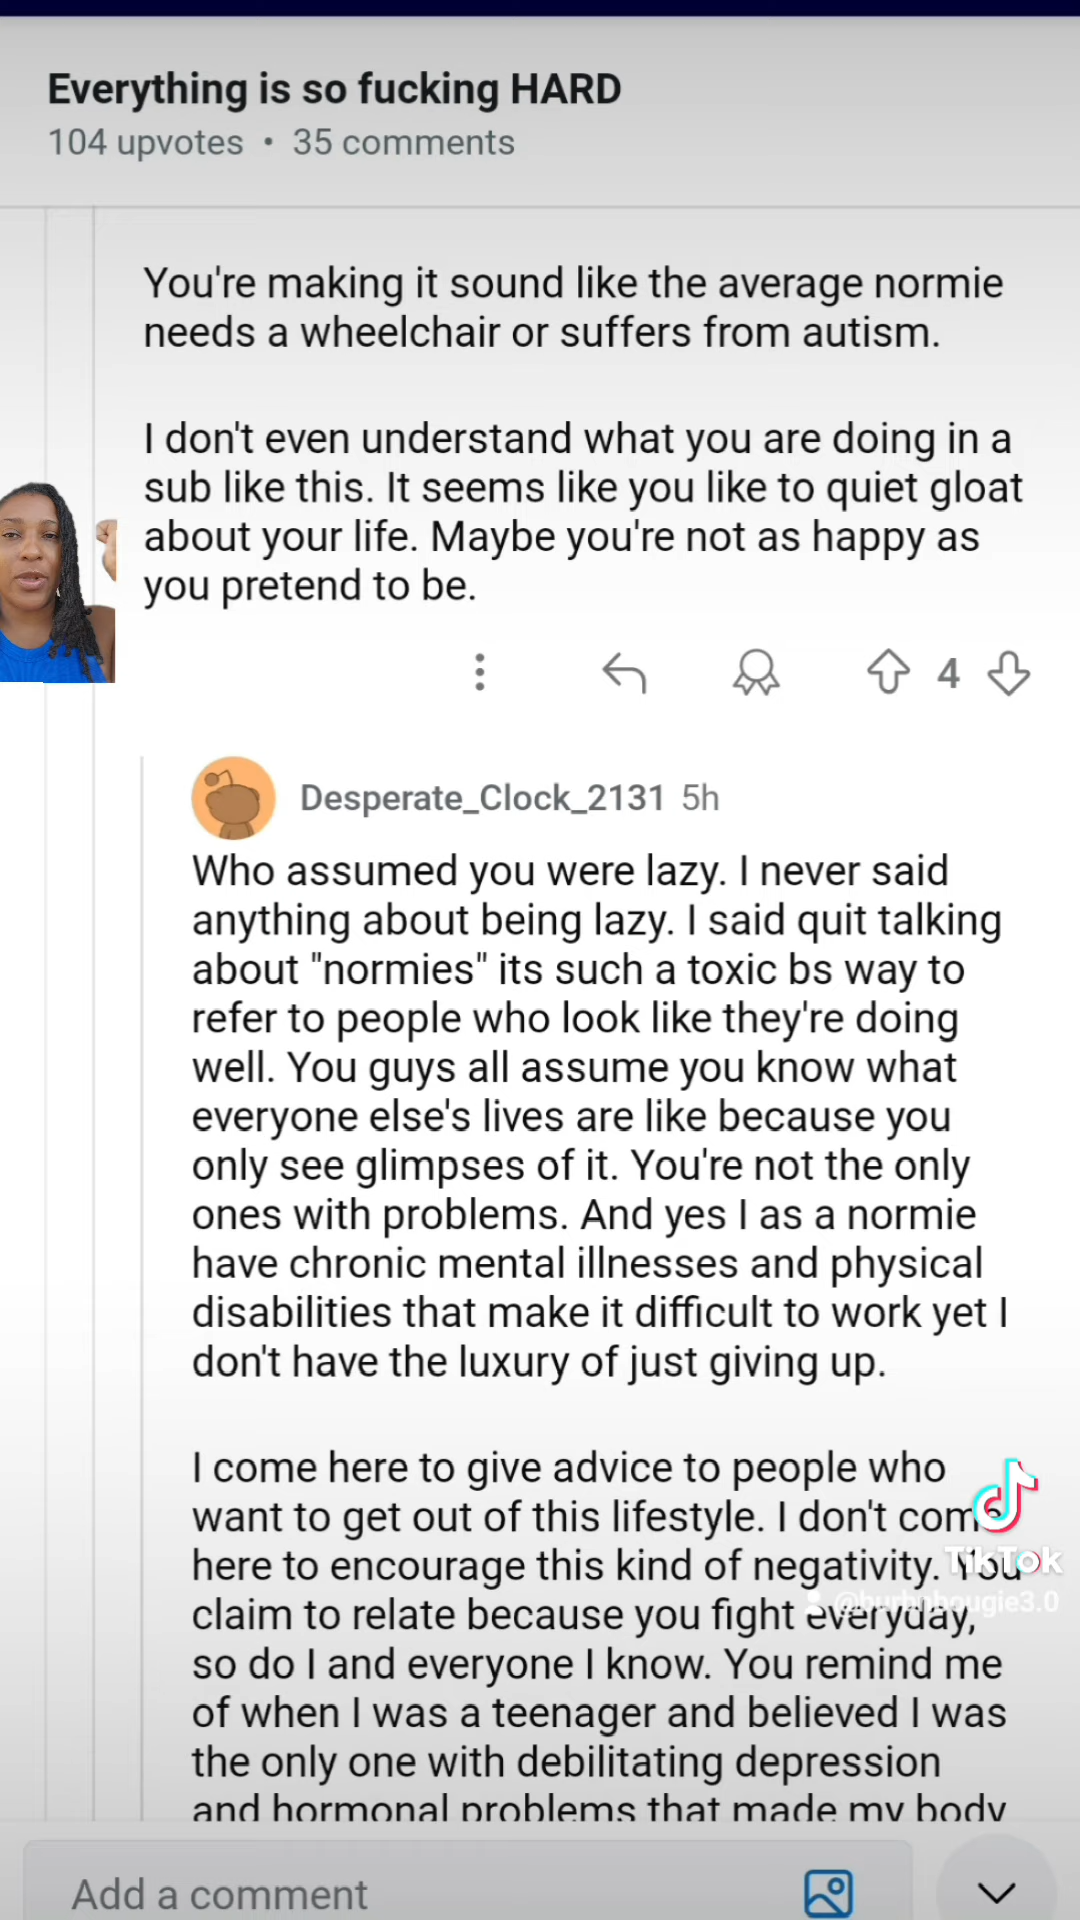 Everything is so fucking HARD
104 upvotes • 35 comments
You're making it sound like the average normie
needs a wheelchair or suffers from autism.
I don't even understand what you are doing in a
sub like this. It seems like you like to quiet gloat
about your life. Maybe you're not as happy as
you pretend to be.
4
Desperate_Clock_2131 5h
Who assumed you were lazy. I never said
anything about being lazy. I said quit talking
about "normies" its such a toxic bs way to
refer to people who look like they're doing
well. You guys all assume you know what
everyone else's lives are like because you
only see glimpses of it. You're not the only
ones with problems. And yes I as a normie
have chronic mental illnesses and physical
disabilities that make it difficult to work yet I
don't have the luxury of just giving up.
I come here to give advice to people who
want to get out of this lifestyle. I don't come
here to encourage this kind of negativity. You
TikTok
claim to relate because you fight everyday,
so do I and everyone I know. You remind me
of when I was a teenager and believed I was
the only one with debilitating depression
and hormonal problems that made my body
Add a comment